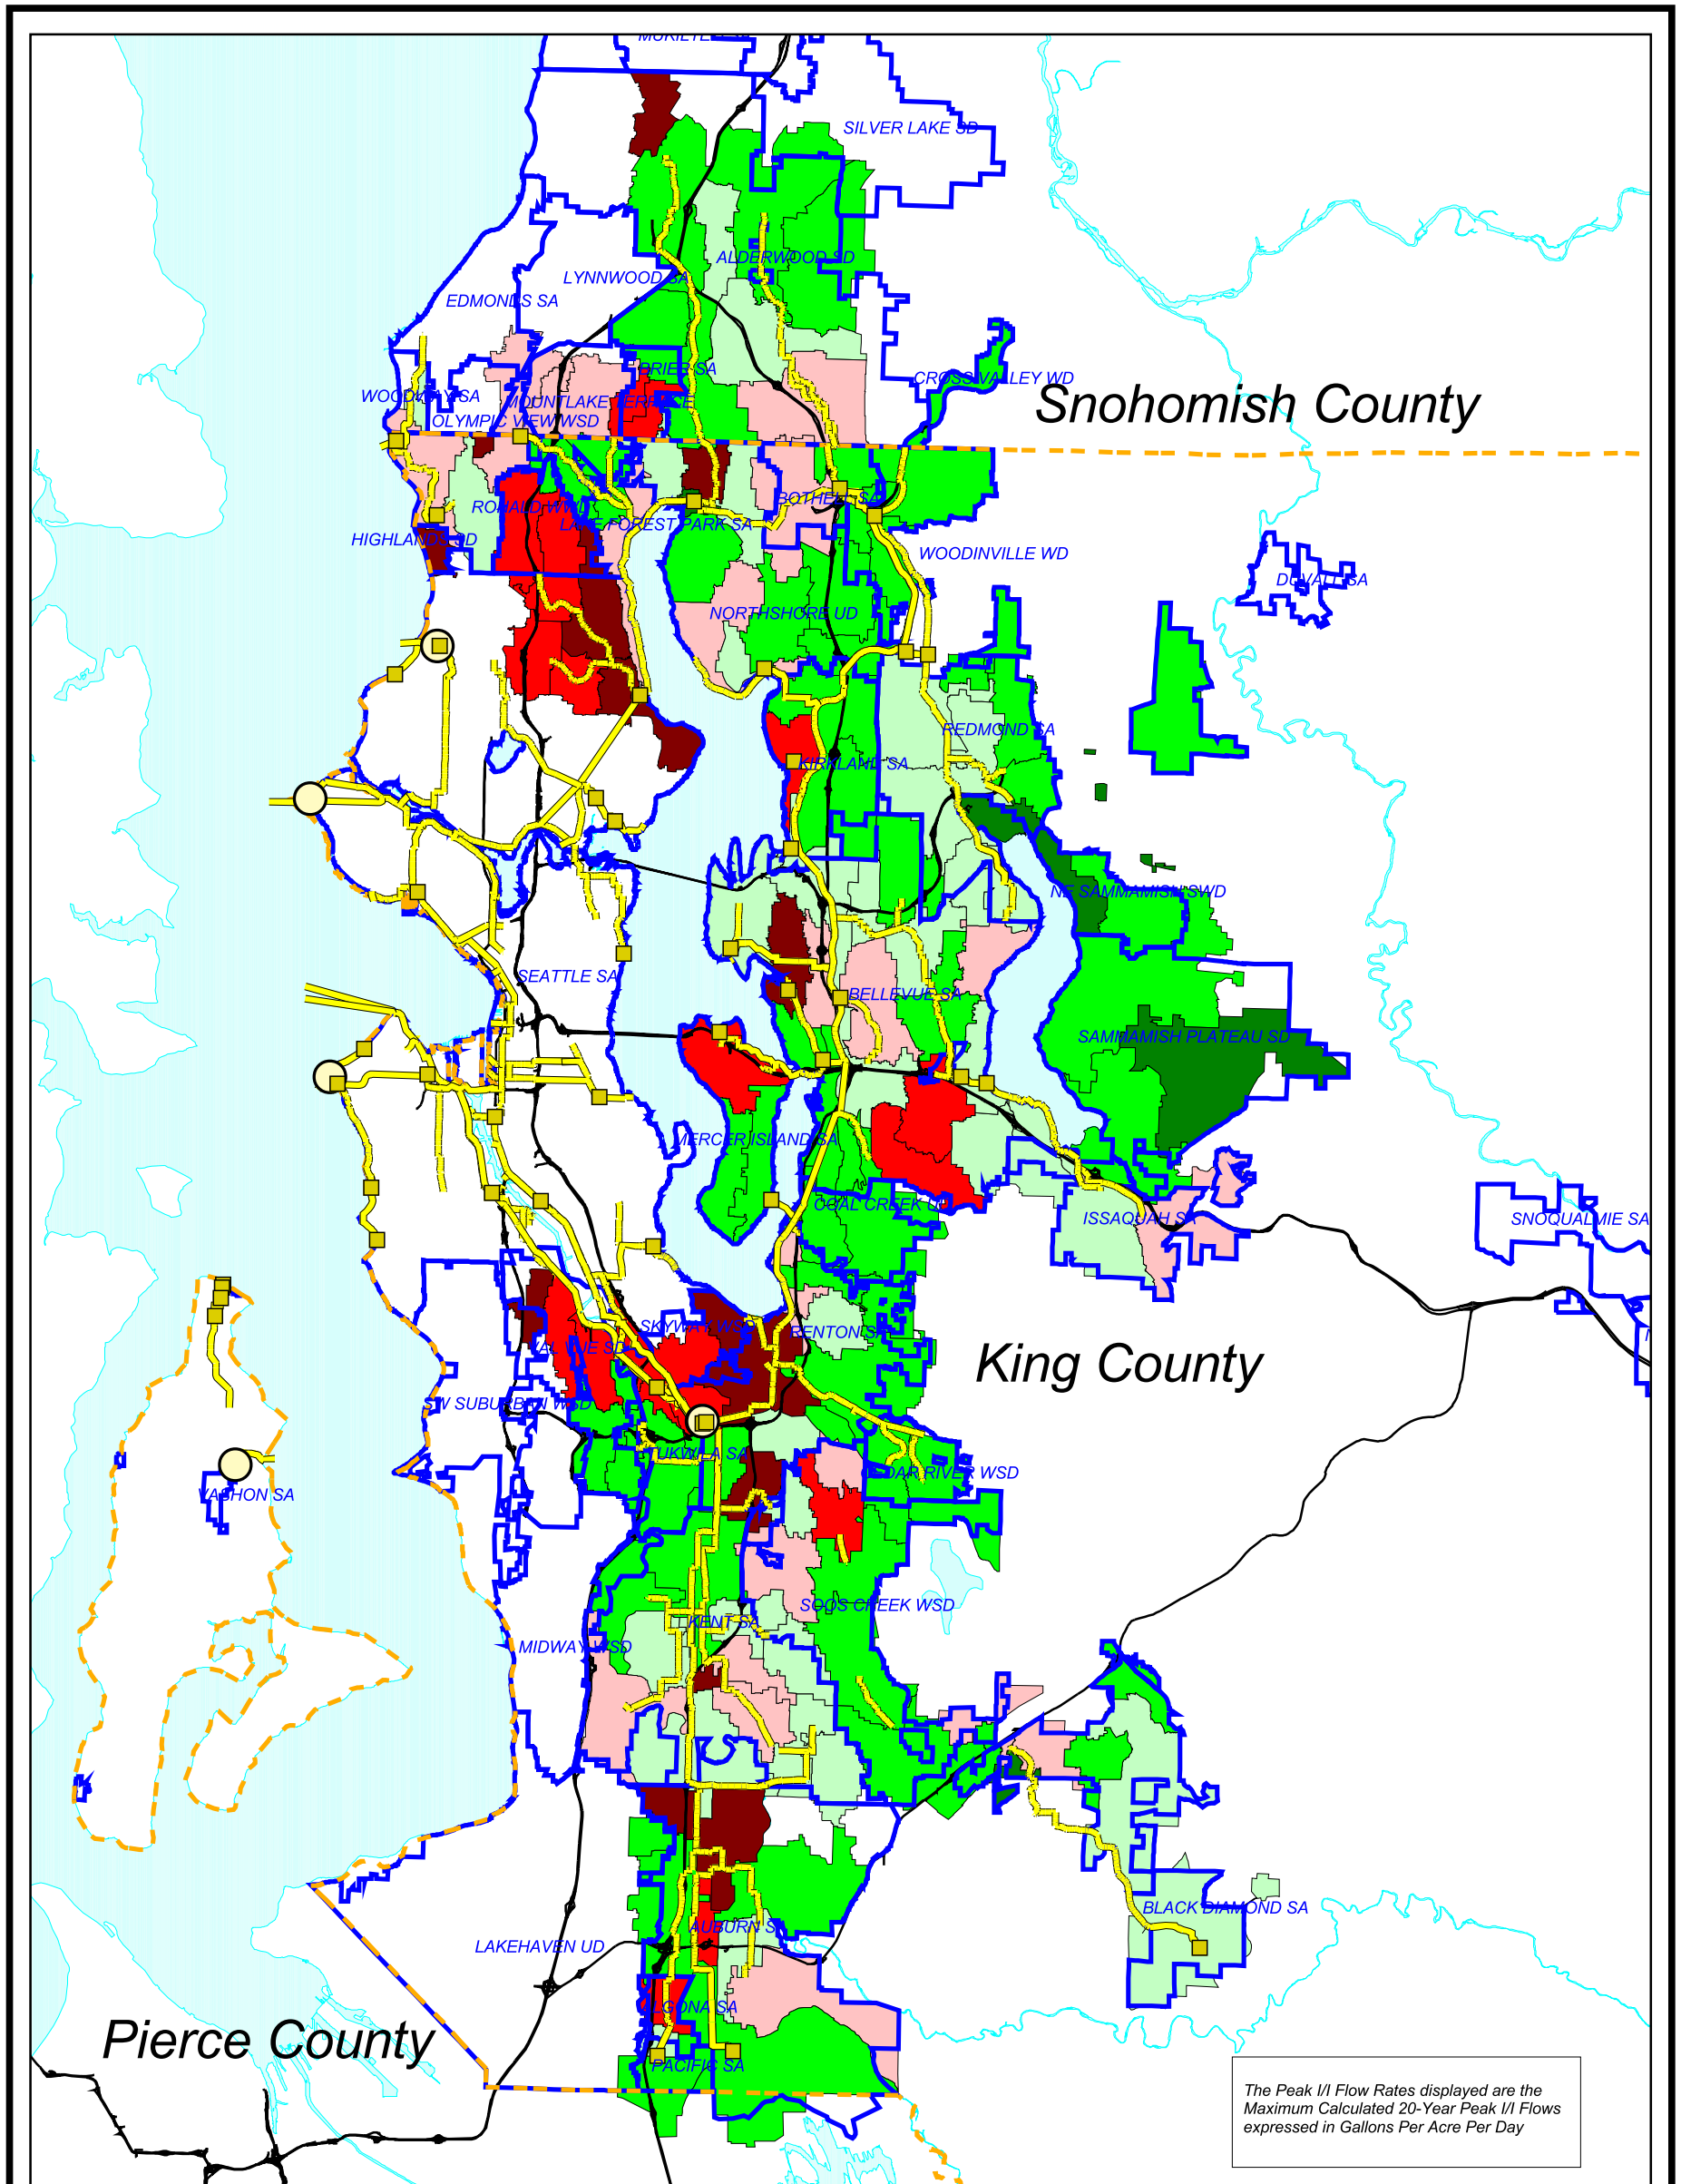 SILVER LAKE SD
ALDERWOOD SD
LYNNWOOD SA
EDMONDS SA
BRIER SA
CROSS VALLEY WD
Snohomish County
WOODWAY SA
MOUNTLAKE TERRACE
OLYMPIC VIEW WSD
BOTHELL SA
RONALD WWD
LAKE FOREST PARK SA
HIGHLANDS SD
WOODINVILLE WD
DUVALL SA
NORTHSHORE UD
REDMOND SA
KIRKLAND SA
NE SAMMAMISH SWD
SEATTLE SA
BELLEVUE SA
SAMMAMISH PLATEAU SD
MERCER ISLAND SA
COAL CREEK UD
ISSAQUAH SA
SNOQUALMIE SA
SKYWAY WSD
RENTON SA
VAL VUE SD
King County
SW SUBURBAN WSD
TUKWILA SA
CEDAR RIVER WSD
VASHON SA
SOOS CREEK WSD
KENT SA
MIDWAY WSD
BLACK DIAMOND SA
AUBURN SA
LAKEHAVEN UD
ALGONA SA
Pierce County
PACIFIC SA
The Peak I/I Flow Rates displayed are the
Maximum Calculated 20-Year Peak I/I Flows
expressed in Gallons Per Acre Per Day